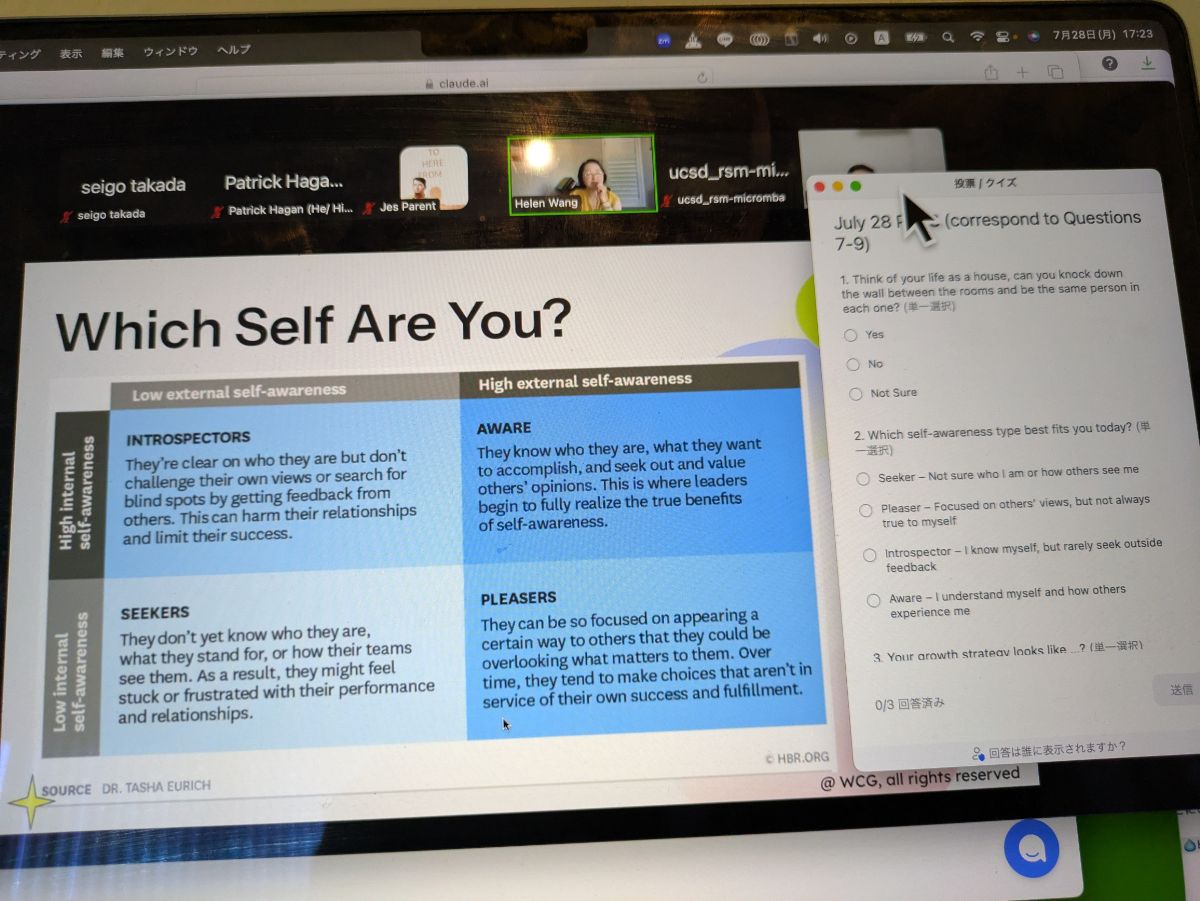 ティング 表示 編集 ウィンドウ ヘルプ
zm
A
7月28日(月) 17:23
claude.ai
?
seigo takada
seigo takada
Patrick Haga...
Patrick Hagan (He/ Hi...
TO
HERE
FROM
Jes Parent
Helen Wang
ucsd_rsm-mi...
ucsd_rsm-micromba
Which Self Are You?
Low external self-awareness
High external self-awareness
High internal
self-awareness
INTROSPECTORS
They're clear on who they are but don't
challenge their own views or search for
blind spots by getting feedback from
others. This can harm their relationships
and limit their success.
AWARE
They know who they are, what they want
to accomplish, and seek out and value
others' opinions. This is where leaders
begin to fully realize the true benefits
of self-awareness.
Low internal
self-awareness
SEEKERS
They don't yet know who they are,
what they stand for, or how their teams
see them. As a result, they might feel
stuck or frustrated with their performance
and relationships.
PLEASERS
They can be so focused on appearing a
certain way to others that they could be
overlooking what matters to them. Over
time, they tend to make choices that aren't in
service of their own success and fulfillment.
© HBR.ORG
SOURCE DR. TASHA EURICH
@ WCG, all rights reserved
投票 / クイズ
July 28 (correspond to Questions
7-9)
1. Think of your life as a house, can you knock down
the wall between the rooms and be the same person in
each one? (単一選択)
Yes
No
Not Sure
2. Which self-awareness type best fits you today? (単
一選択)
Seeker – Not sure who I am or how others see me
Pleaser – Focused on others' views, but not always
true to myself
Introspector – I know myself, but rarely seek outside
feedback
Aware – I understand myself and how others
experience me
3. Your growth strategy looks like ...? (単一選択)
0/3 回答済み
送信
回答は誰に表示されますか？